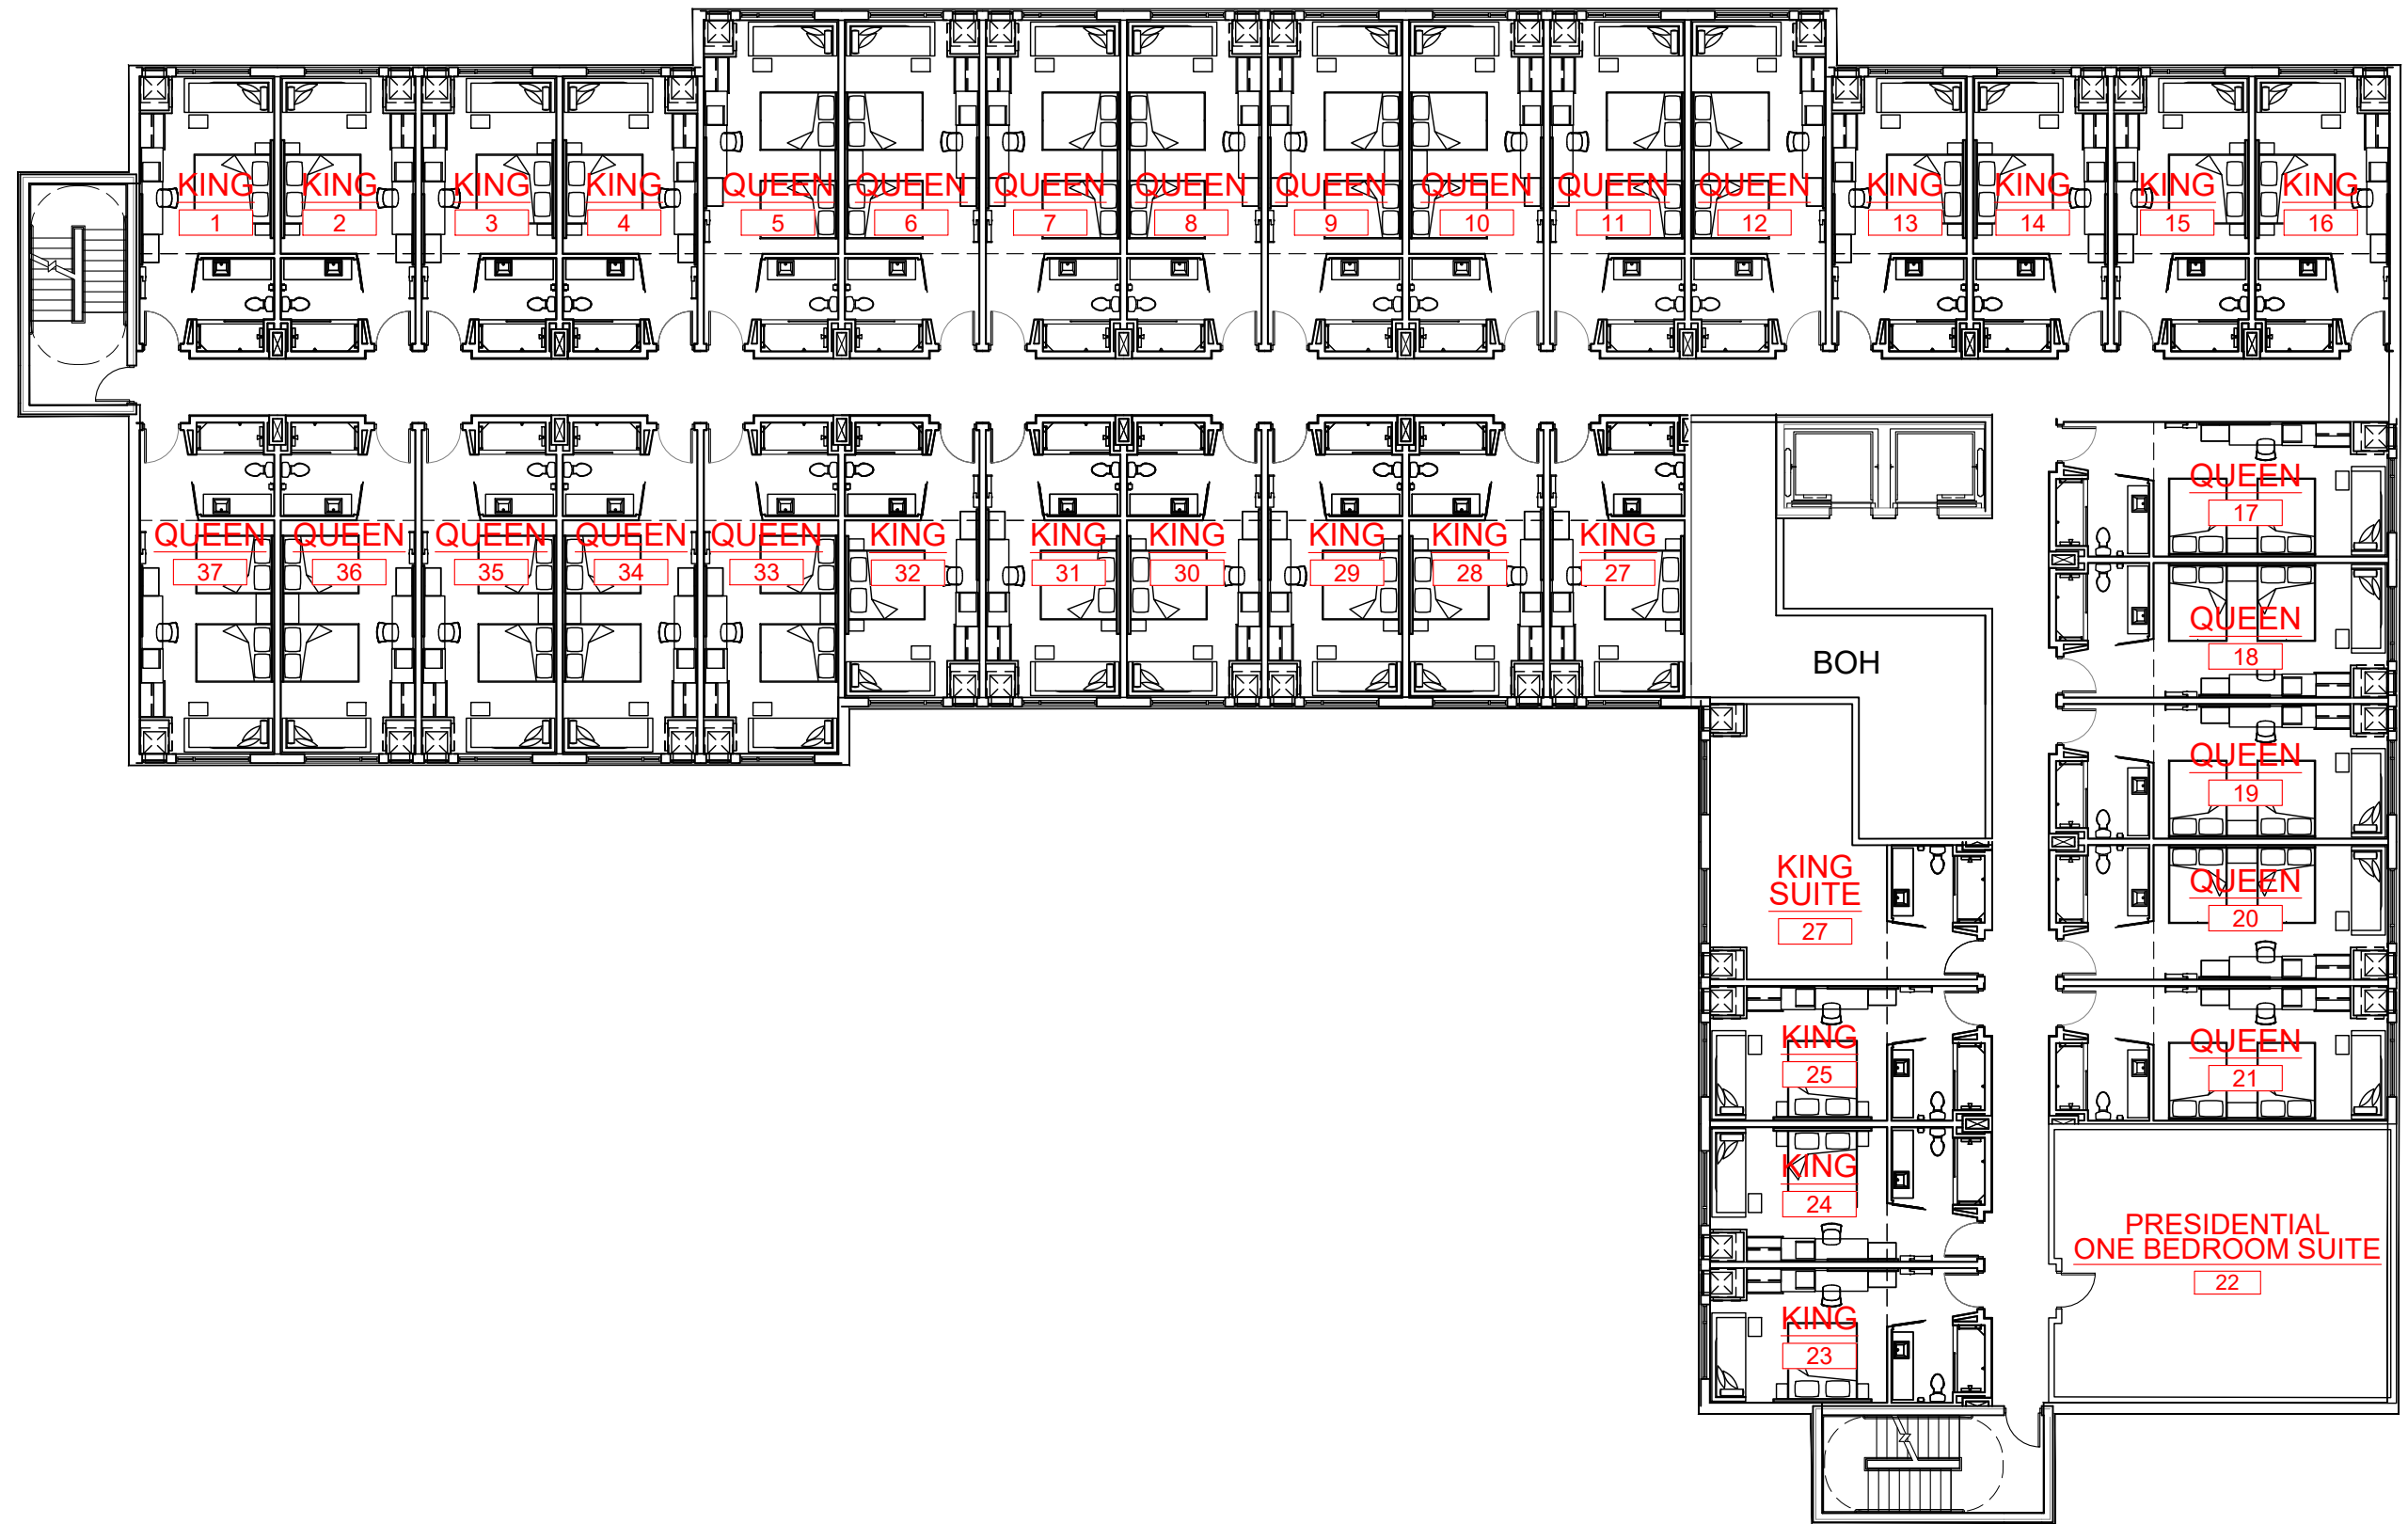 KING
1
KING
2
KING
3
KING
4
QUEEN
5
QUEEN
6
QUEEN
7
QUEEN
8
QUEEN
9
QUEEN
10
QUEEN
11
QUEEN
12
KING
13
KING
14
KING
15
KING
16
QUEEN
37
QUEEN
36
QUEEN
35
QUEEN
34
QUEEN
33
KING
32
KING
31
KING
30
KING
29
KING
28
KING
27
BOH
QUEEN
17
QUEEN
18
QUEEN
19
QUEEN
20
QUEEN
21
KING
SUITE
27
KING
25
KING
24
KING
23
PRESIDENTIAL
ONE BEDROOM SUITE
22